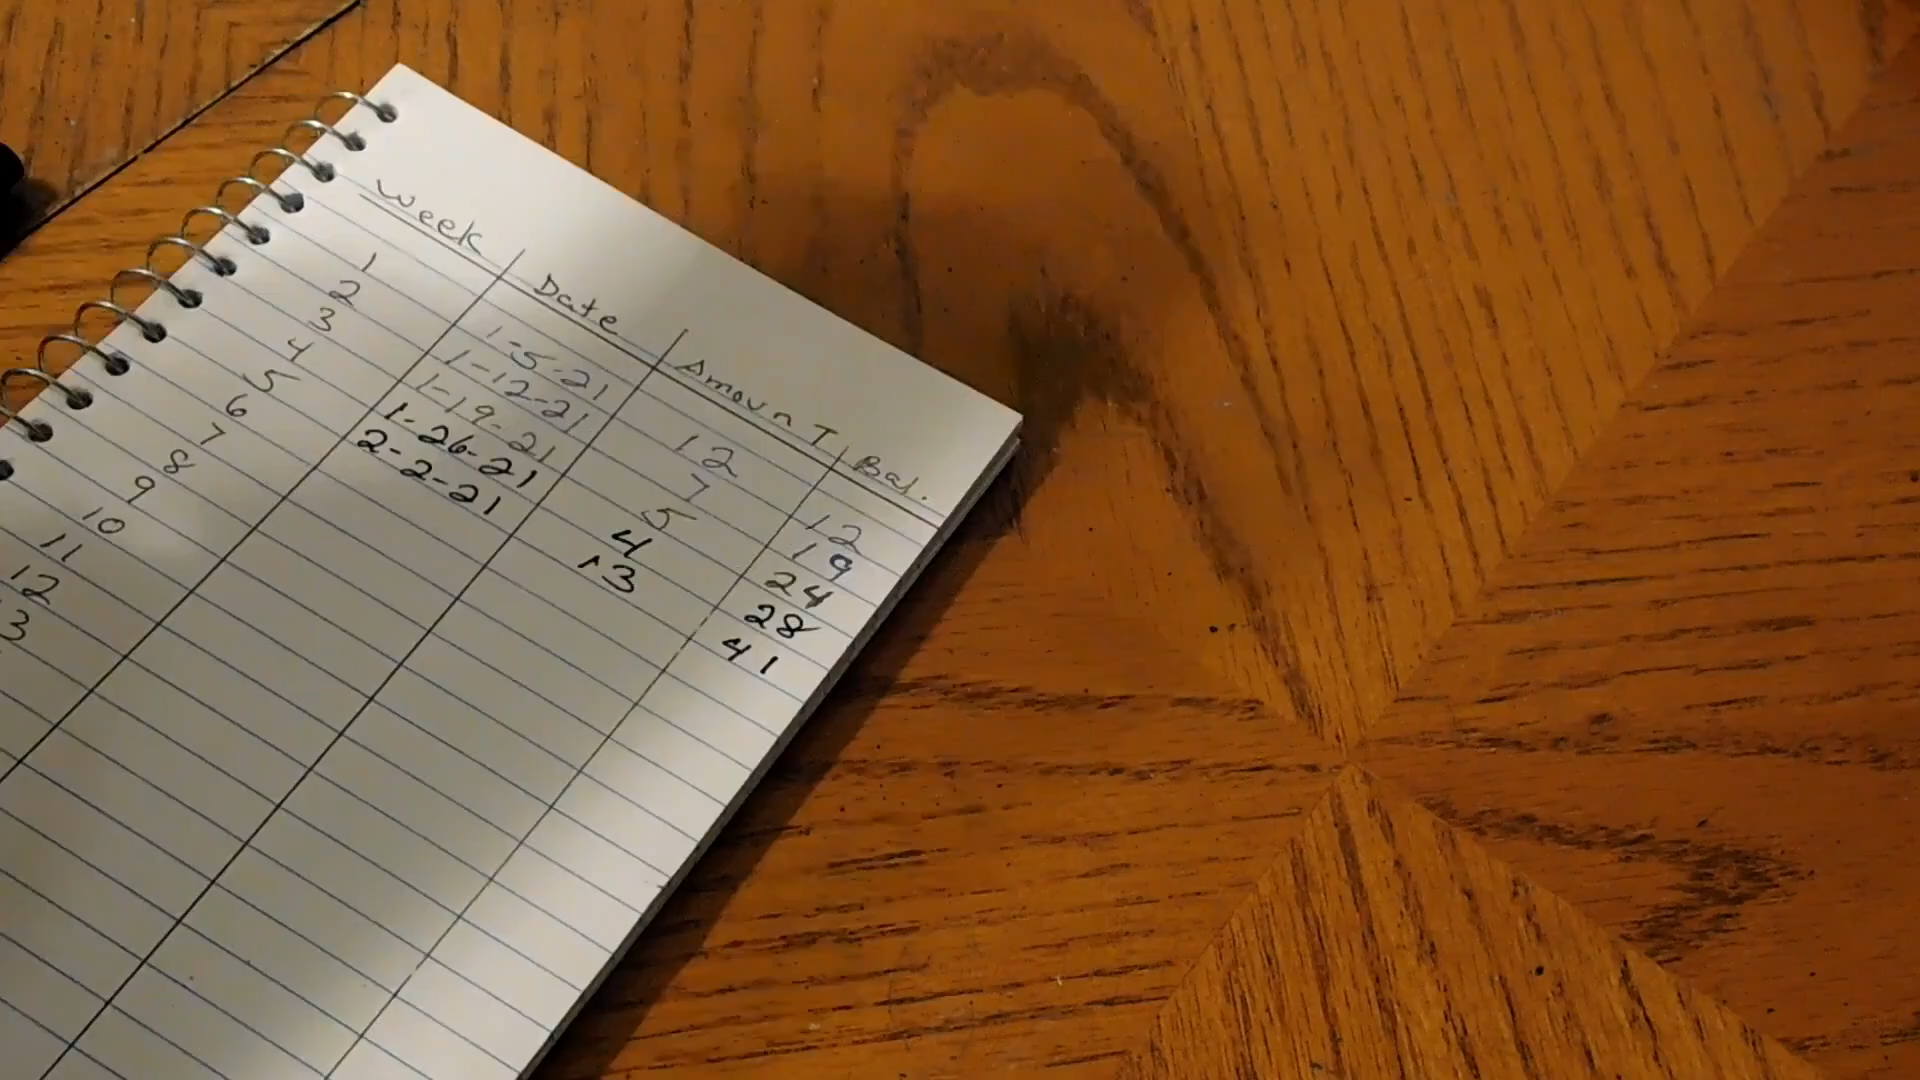 Week Date Amount Bal.
1 1-5-21 12 12
2 1-12-21 7 19
3 1-19-21 5 24
4 1-26-21 4 28
5 2-2-21 13 41
6
7
8
9
10
11
12
13